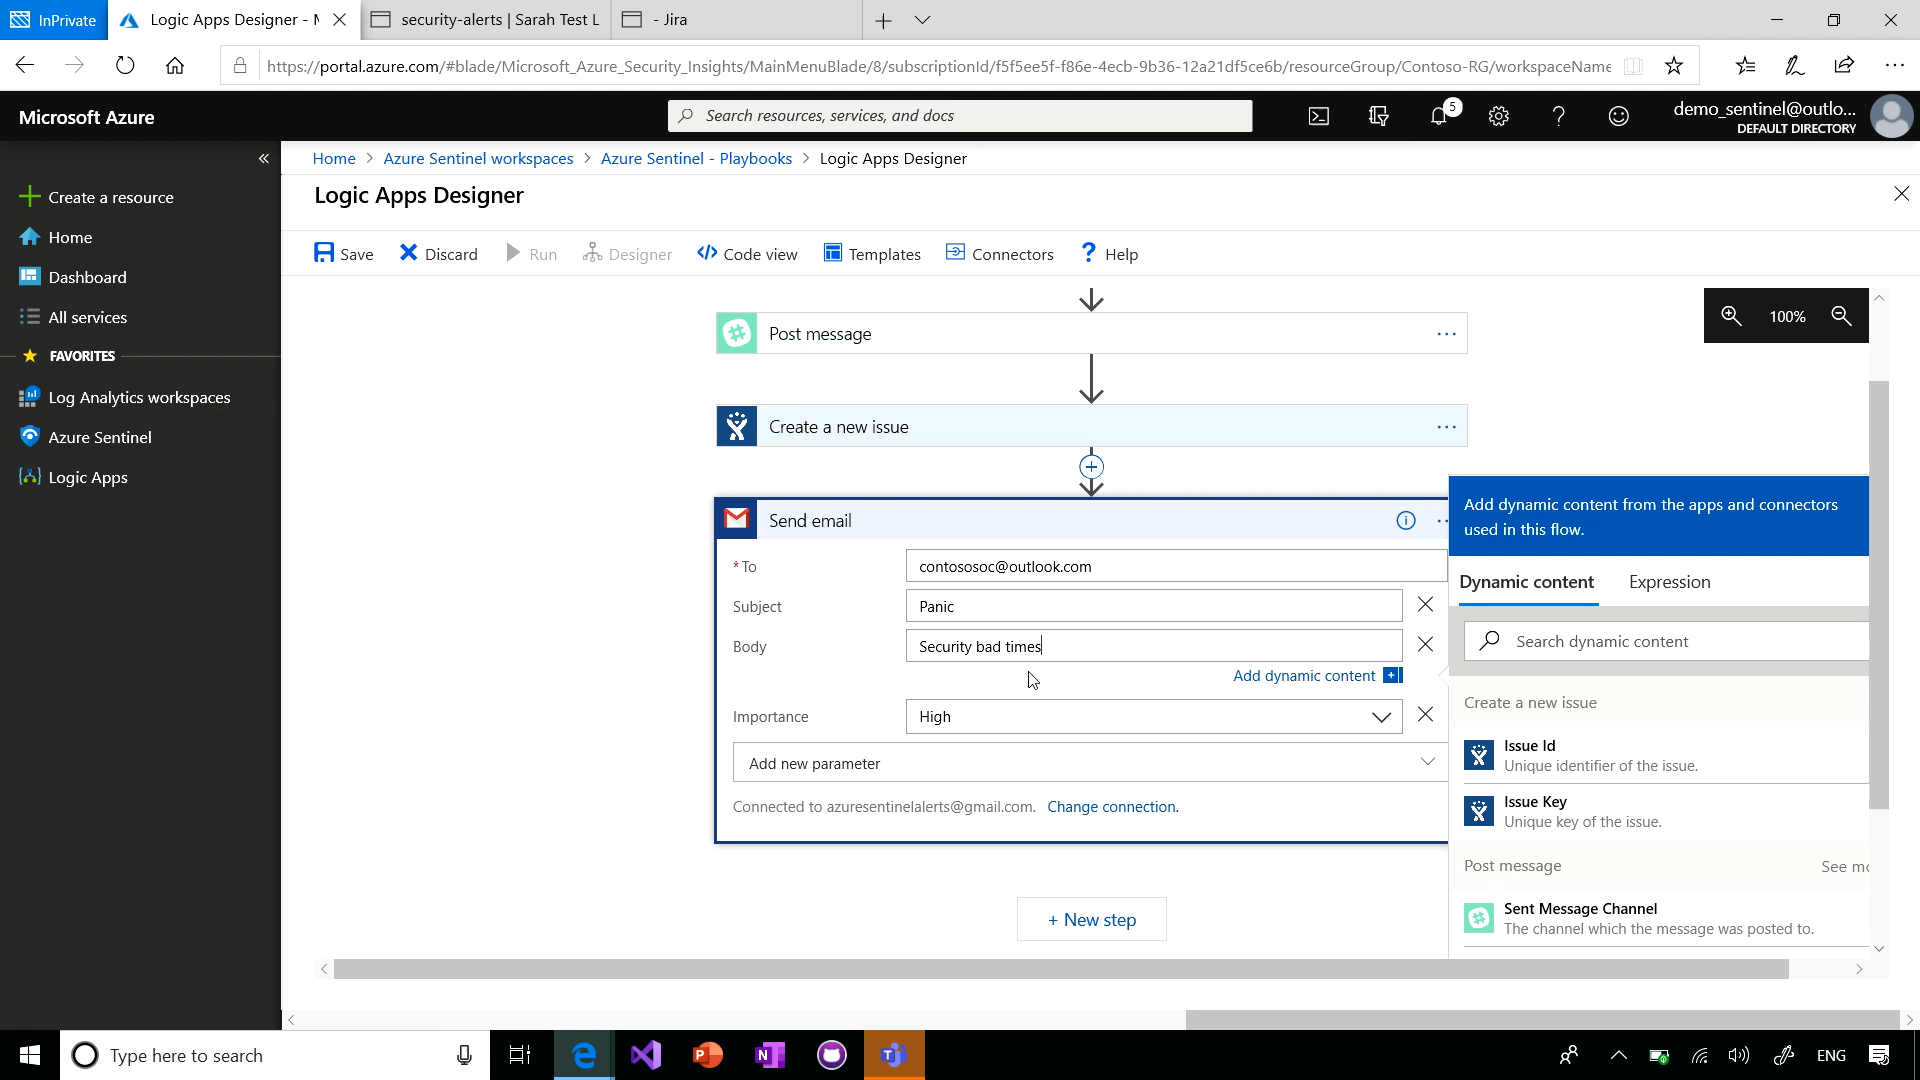 InPrivate
Logic Apps Designer - M
security-alerts | Sarah Test L
- Jira
https://portal.azure.com/#blade/Microsoft_Azure_Security_Insights/MainMenuBlade/8/subscriptionId/f5f5ee5f-f86e-4ecb-9b36-12a21df5ce6b/resourceGroup/Contoso-RG/workspaceName
Microsoft Azure
Search resources, services, and docs
5
demo_sentinel@outlo...
DEFAULT DIRECTORY
Home > Azure Sentinel workspaces > Azure Sentinel - Playbooks > Logic Apps Designer
Logic Apps Designer
Save
Discard
Run
Designer
Code view
Templates
Connectors
Help
Create a resource
Home
Dashboard
All services
FAVORITES
Log Analytics workspaces
Azure Sentinel
Logic Apps
100%
Post message
Create a new issue
Send email
* To
contososoc@outlook.com
Subject
Panic
Body
Security bad times
Add dynamic content
Importance
High
Add new parameter
Connected to azuresentinelalerts@gmail.com. Change connection.
+ New step
Add dynamic content from the apps and connectors
used in this flow.
Dynamic content
Expression
Search dynamic content
Create a new issue
Issue Id
Unique identifier of the issue.
Issue Key
Unique key of the issue.
Post message
See mo
Sent Message Channel
The channel which the message was posted to.
Type here to search
ENG